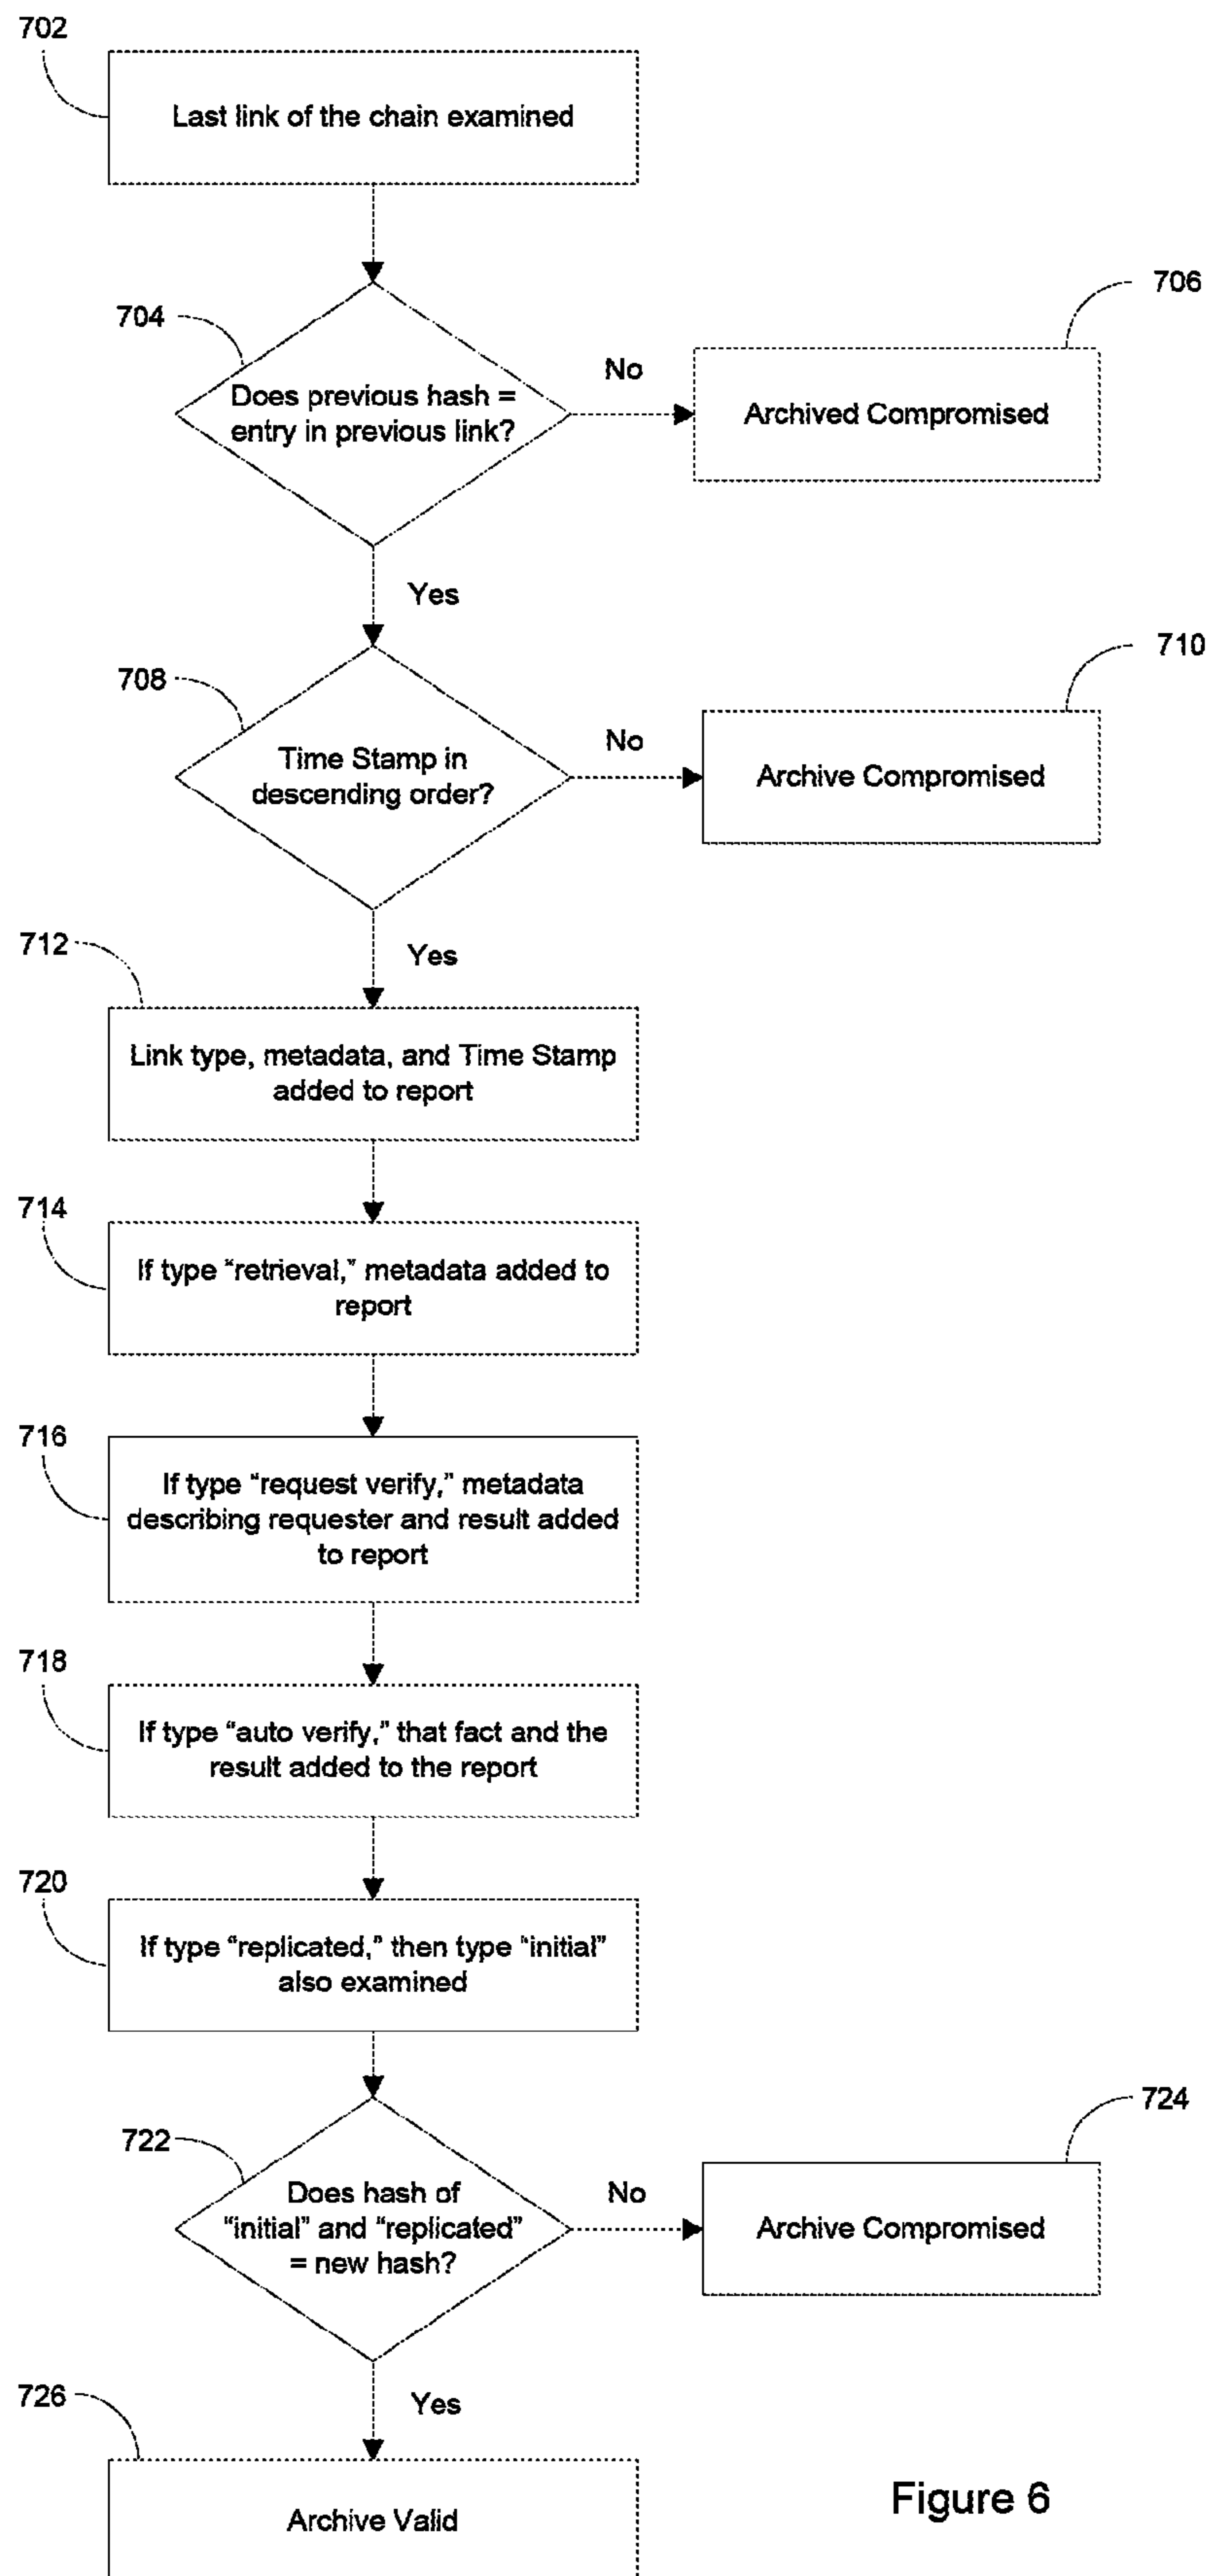 702
Last link of the chain examined
704
Does previous hash =
entry in previous link?
No
706
Archived Compromised
Yes
708
Time Stamp in
descending order?
No
710
Archive Compromised
Yes
712
Link type, metadata, and Time Stamp
added to report
714
If type “retrieval,” metadata added to
report
716
If type “request verify,” metadata
describing requester and result added
to report
718
If type “auto verify,” that fact and the
result added to the report
720
If type “replicated,” then type “initial”
also examined
722
Does hash of
“initial” and “replicated”
= new hash?
No
724
Archive Compromised
Yes
726
Archive Valid
Figure 6